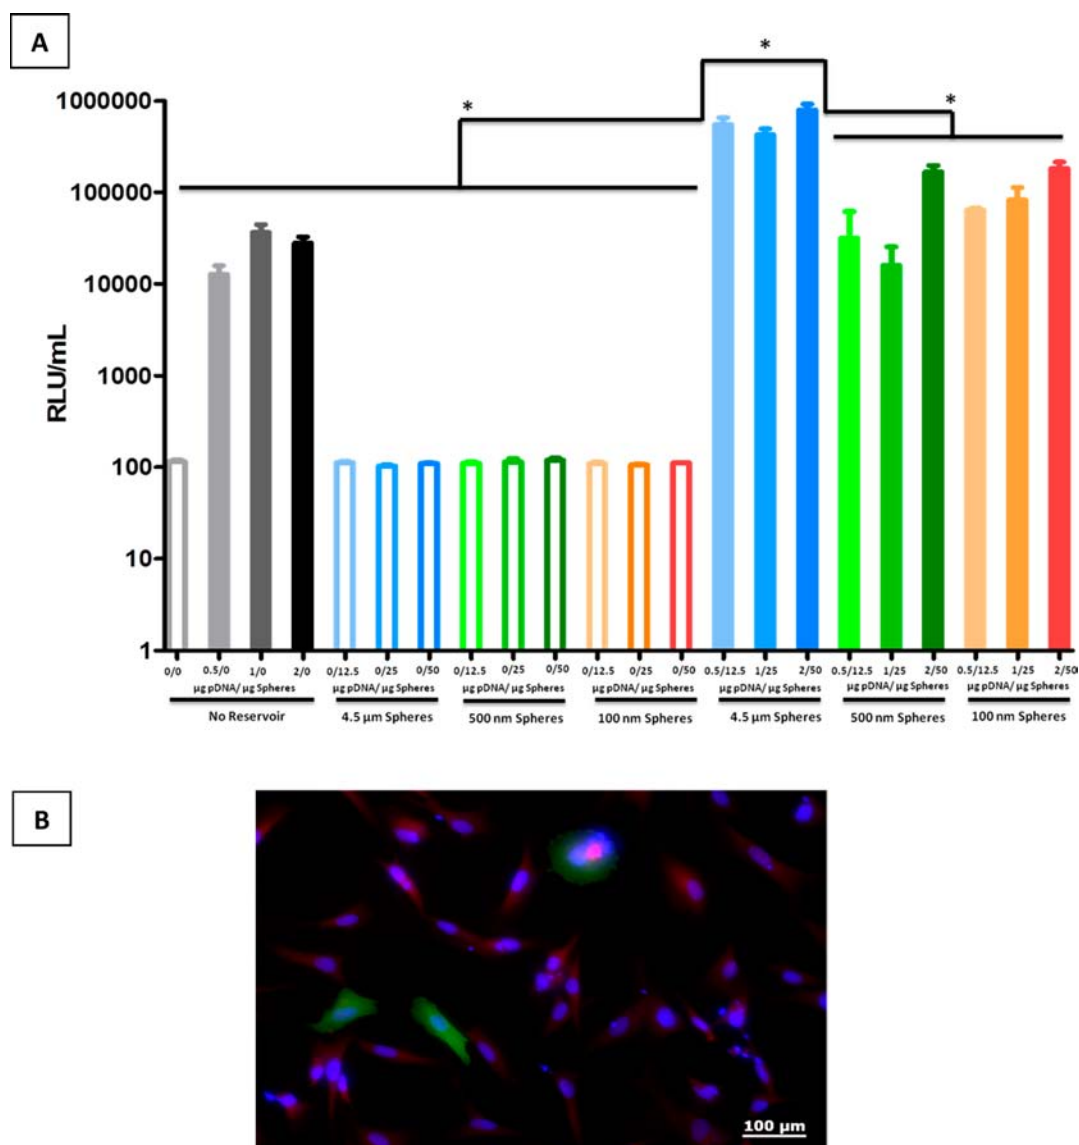 A
*
*
*
1000000
100000
10000
1000
100
10
1
RLU/mL
0/0 0.5/0 1/0 2/0 0/12.5 0/25 0/50 0/12.5 0/25 0/50 0/12.5 0/25 0/50 0.5/12.5 1/25 2/50 0.5/12.5 1/25 2/50 0.5/12.5 1/25 2/50
µg pDNA/ µg Spheres µg pDNA/ µg Spheres µg pDNA/ µg Spheres µg pDNA/ µg Spheres µg pDNA/ µg Spheres µg pDNA/ µg Spheres µg pDNA/ µg Spheres
No Reservoir 4.5 µm Spheres 500 nm Spheres 100 nm Spheres 4.5 µm Spheres 500 nm Spheres 100 nm Spheres
B
100 µm